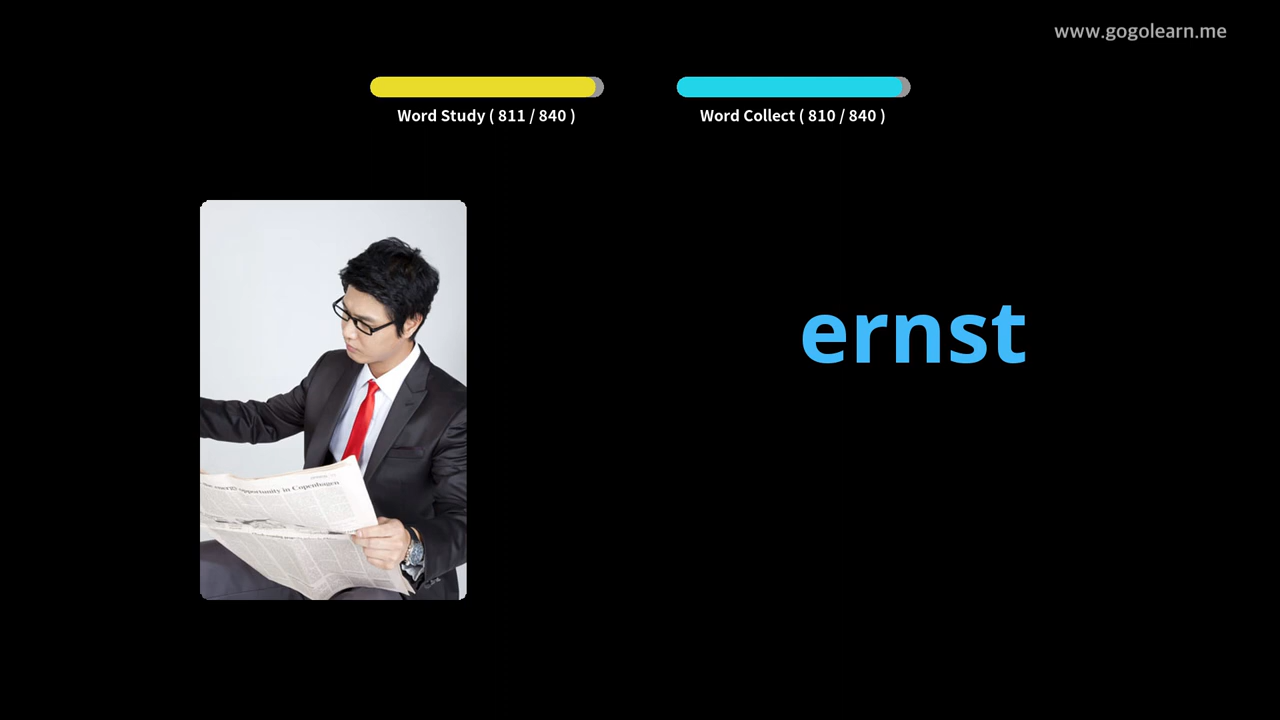 www.gogolearn.me
Word Study ( 811 / 840 )
Word Collect ( 810 / 840 )
ernst
opportunity in Copenhagen